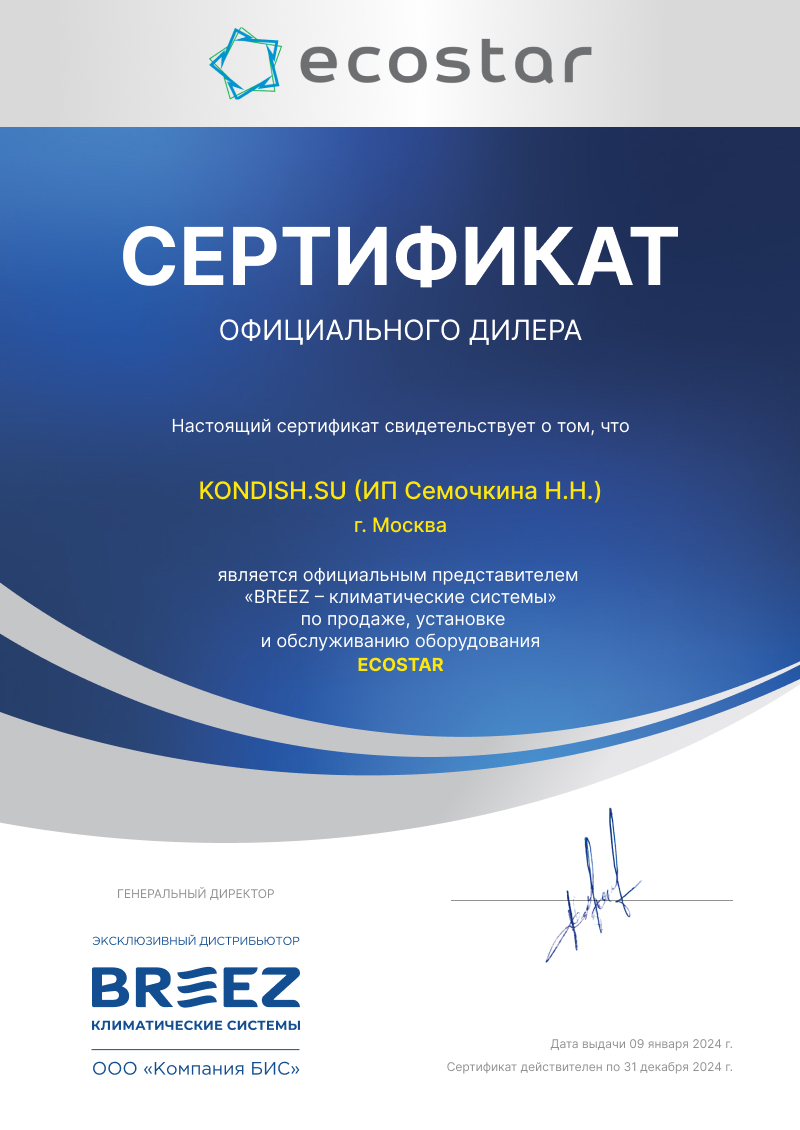 ecostar
СЕРТИФИКАТ
ОФИЦИАЛЬНОГО ДИЛЕРА
Настоящий сертификат свидетельствует о том, что
KONDISH.SU (ИП Семочкина Н.Н.)
г. Москва
является официальным представителем
«BREEZ – климатические системы»
по продаже, установке
и обслуживанию оборудования
ECOSTAR
ГЕНЕРАЛЬНЫЙ ДИРЕКТОР
ЭКСКЛЮЗИВНЫЙ ДИСТРИБЬЮТОР
BREEZ
КЛИМАТИЧЕСКИЕ СИСТЕМЫ
ООО «Компания БИС»
Дата выдачи 09 января 2024 г.
Сертификат действителен по 31 декабря 2024 г.